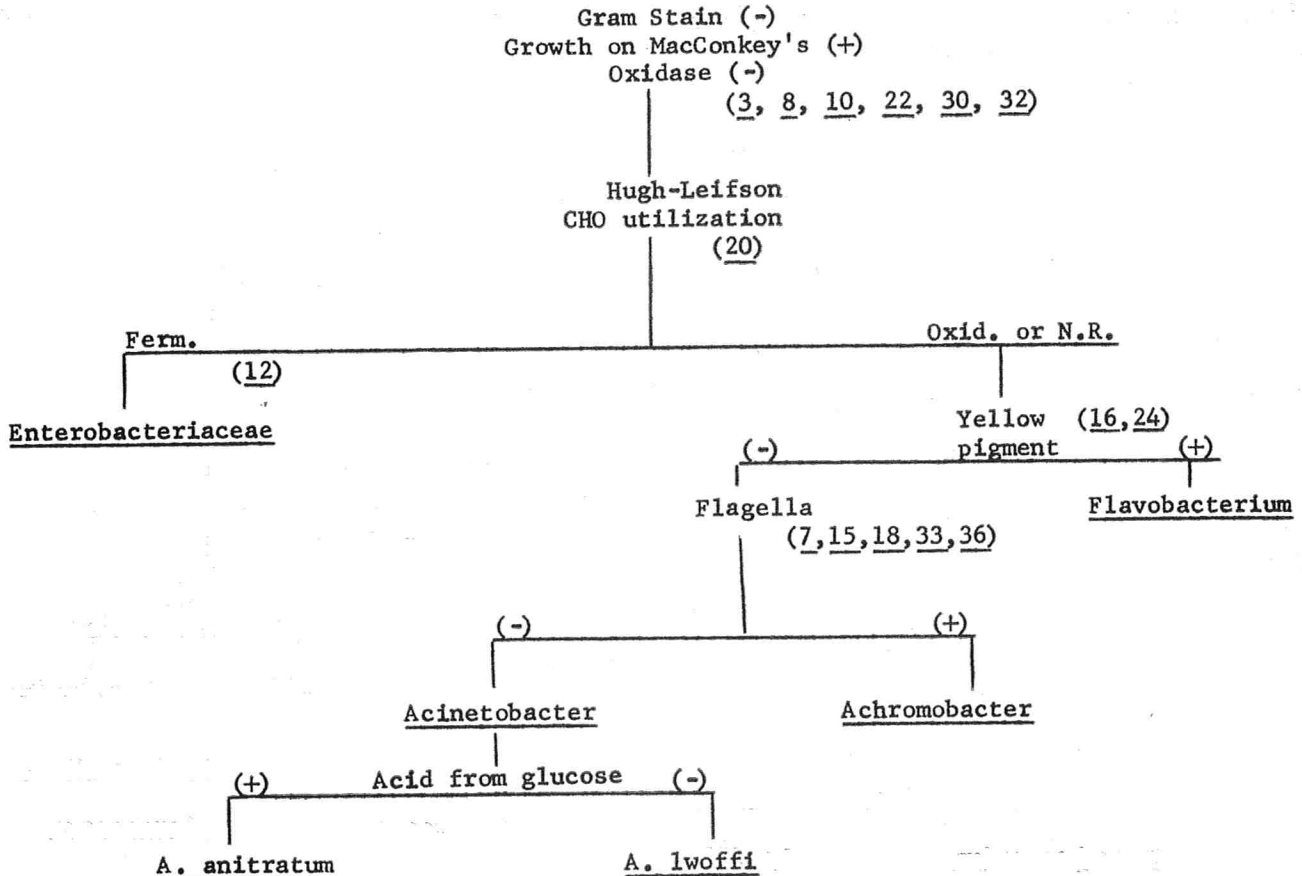 Gram Stain (-)
Growth on MacConkey's (+)
Oxidase (-)
(3, 8, 10, 22, 30, 32)
Hugh-Leifson
CHO utilization
(20)
Ferm.
Oxid. or N.R.
(12)
Enterobacteriaceae
Yellow (16,24)
(-) pigment (+)
Flagella
Flavobacterium
(7,15,18,33,36)
(-) (+)
Acinetobacter
Achromobacter
(+) Acid from glucose (-)
A. anitratum
A. lwoffi